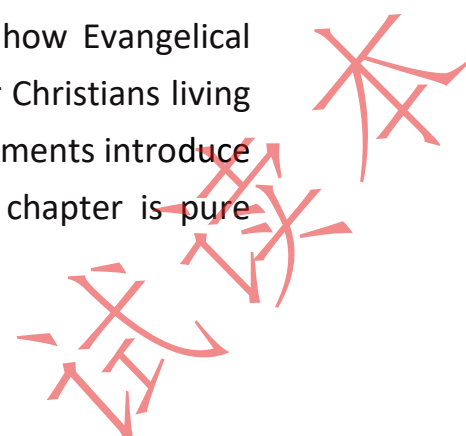 how Evangelical
Christians living
ments introduce
chapter is pure
试读本